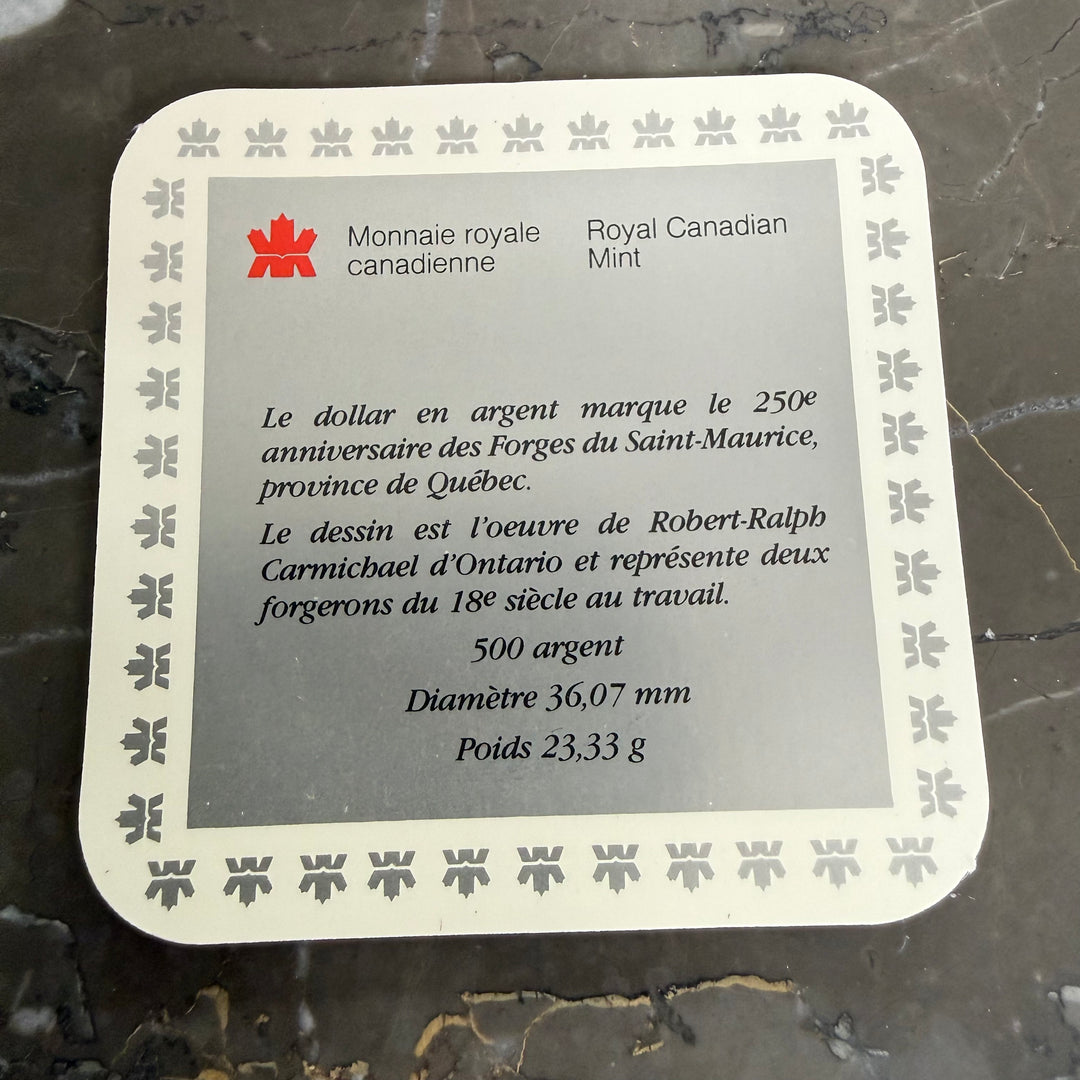 Monnaie royale
canadienne
Royal Canadian
Mint
Le dollar en argent marque le 250e
anniversaire des Forges du Saint-Maurice,
province de Québec.
Le dessin est l'oeuvre de Robert-Ralph
Carmichael d'Ontario et représente deux
forgerons du 18e siècle au travail.
500 argent
Diamètre 36,07 mm
Poids 23,33 g